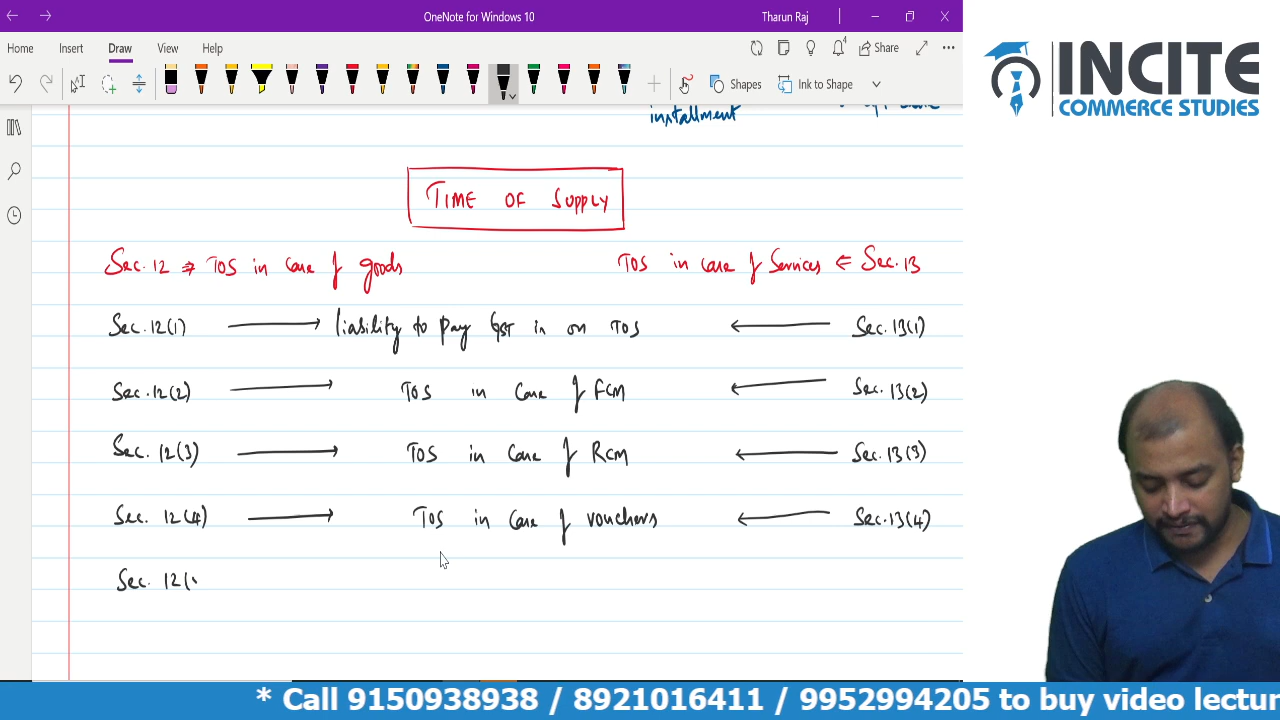 OneNote for Windows 10
Tharun Raj
Home Insert Draw View Help
4
Share
Shapes
Ink to Shape
INCITE
COMMERCE STUDIES
installment
TIME OF SUPPLY
Sec. 12 ⇒ TOS in case of goods
TOS in case of Services ⇐ Sec. 13
Sec. 12(1) → liability to pay GST is on TOS ← Sec. 13(1)
Sec. 12(2) → TOS in case of FCM ← Sec. 13(2)
Sec. 12(3) → TOS in case of RCM ← Sec. 13(3)
Sec. 12(4) → TOS in case of vouchers ← Sec. 13(4)
Sec. 12(
* Call 9150938938 / 8921016411 / 9952994205 to buy video lectur